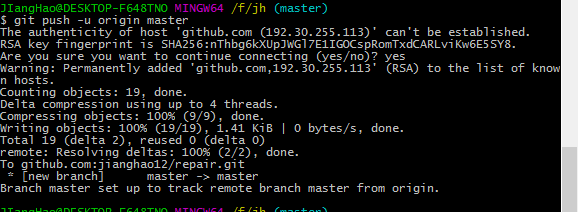 JIangHao@DESKTOP-F648TNO MINGW64 /f/jh (master)
$ git push -u origin master
The authenticity of host 'github.com (192.30.255.113)' can't be established.
RSA key fingerprint is SHA256:nThbg6kXUpJWGl7E1IGOCspRomTxdCARLviKw6E5SY8.
Are you sure you want to continue connecting (yes/no)? yes
Warning: Permanently added 'github.com,192.30.255.113' (RSA) to the list of know
n hosts.
Counting objects: 19, done.
Delta compression using up to 4 threads.
Compressing objects: 100% (9/9), done.
Writing objects: 100% (19/19), 1.41 KiB | 0 bytes/s, done.
Total 19 (delta 2), reused 0 (delta 0)
remote: Resolving deltas: 100% (2/2), done.
To github.com:jianghao12/repair.git
 * [new branch]      master -> master
Branch master set up to track remote branch master from origin.
JIangHao@DESKTOP-F648TNO MINGW64 /f/jh (master)